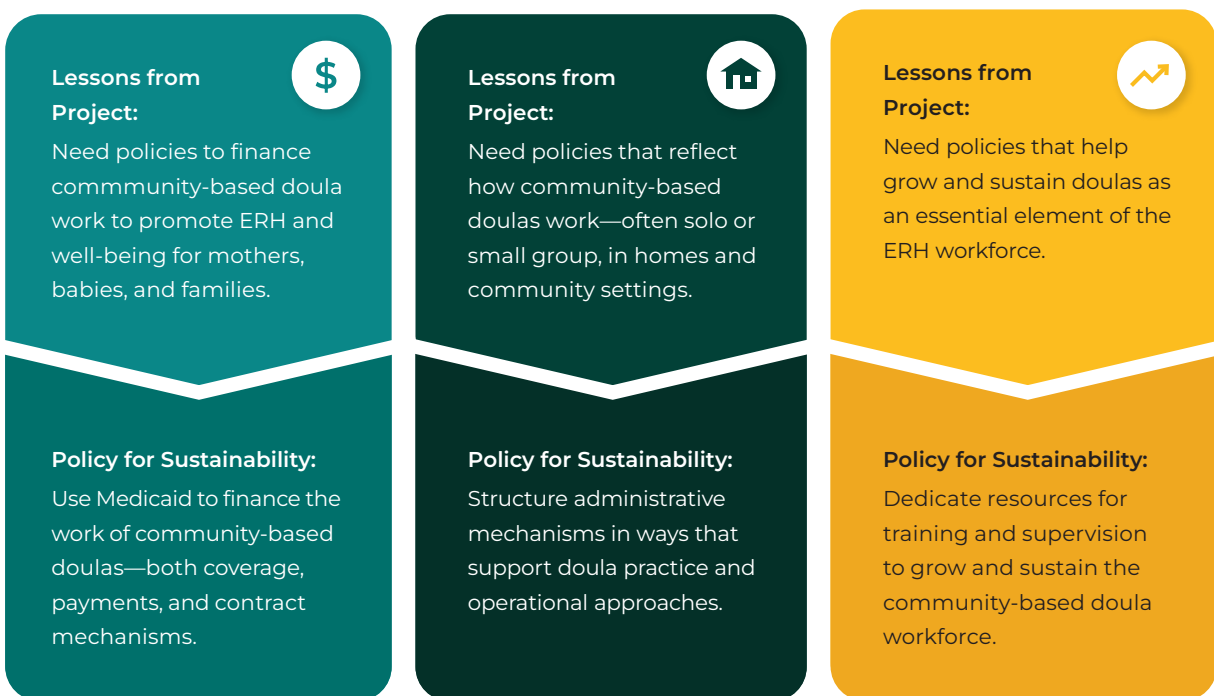 Lessons from
Project:
Need policies to finance
commmunity-based doula
work to promote ERH and
well-being for mothers,
babies, and families.
Policy for Sustainability:
Use Medicaid to finance the
work of community-based
doulas—both coverage,
payments, and contract
mechanisms.
Lessons from
Project:
Need policies that reflect
how community-based
doulas work—often solo or
small group, in homes and
community settings.
Policy for Sustainability:
Structure administrative
mechanisms in ways that
support doula practice and
operational approaches.
Lessons from
Project:
Need policies that help
grow and sustain doulas as
an essential element of the
ERH workforce.
Policy for Sustainability:
Dedicate resources for
training and supervision
to grow and sustain the
community-based doula
workforce.